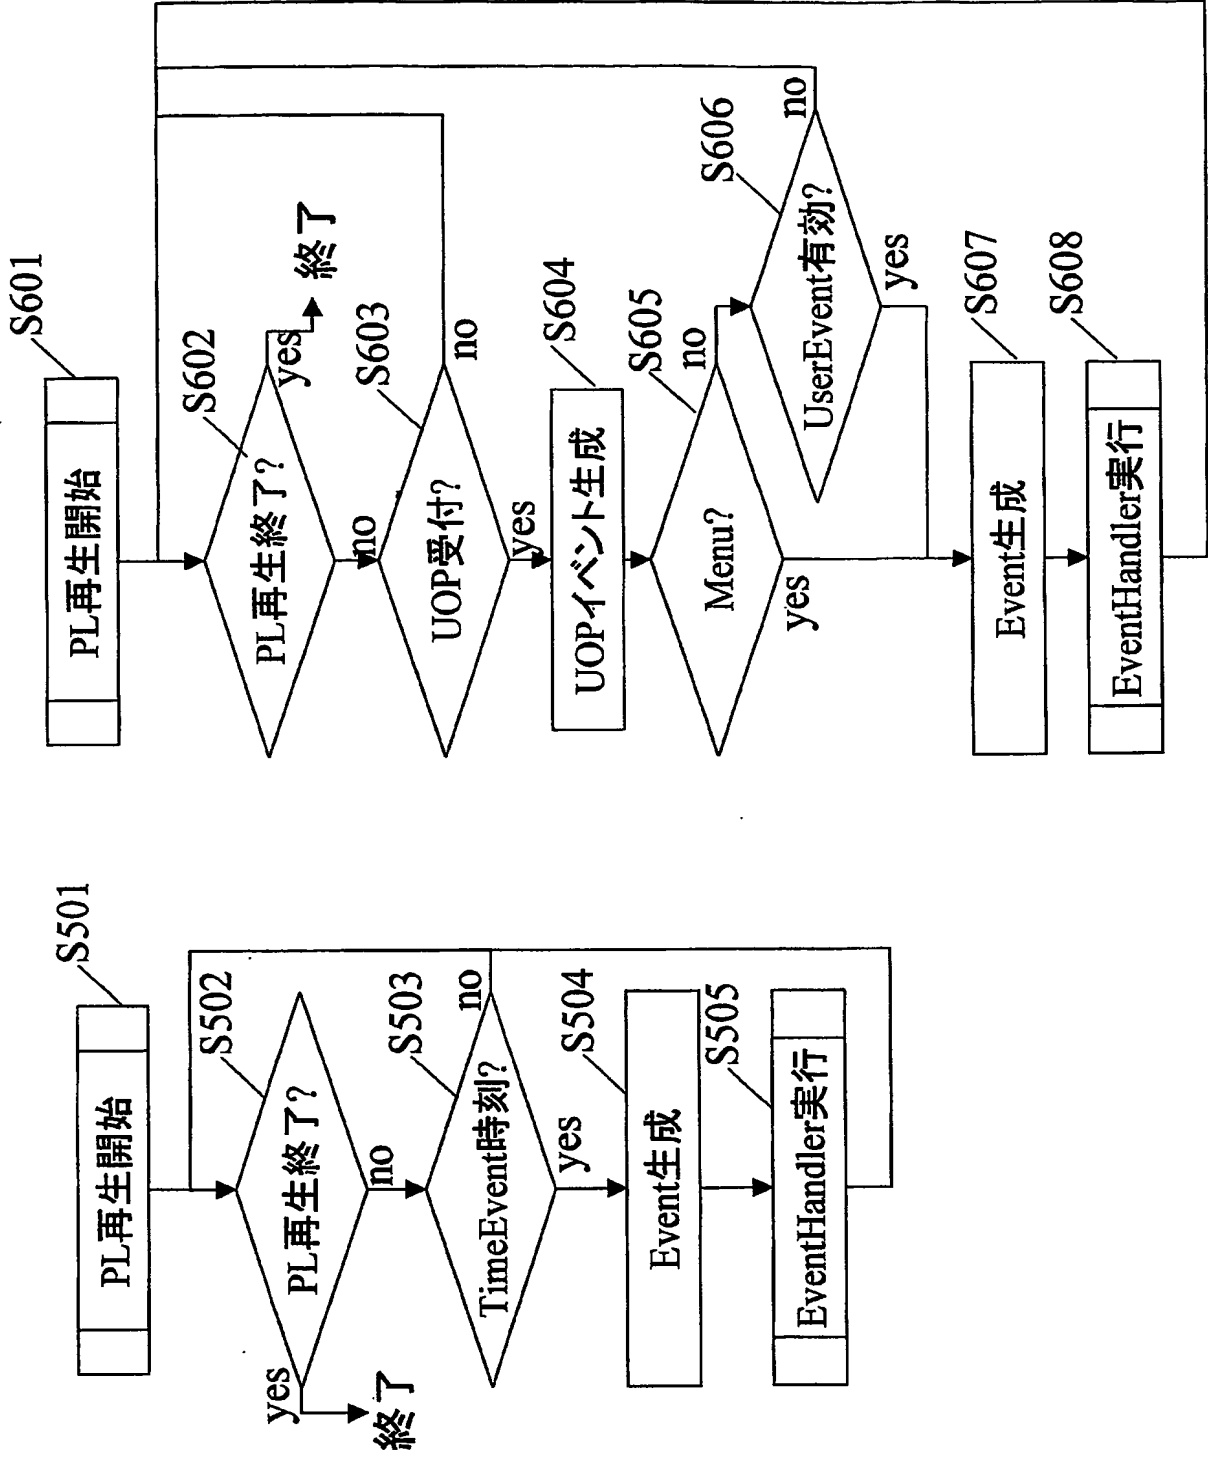 S501
PL再生開始
S502
PL再生終了?
yes
終了
no
S503
TimeEvent時刻?
no
yes
S504
Event生成
S505
EventHandler実行
S601
PL再生開始
S602
PL再生終了?
yes
終了
no
S603
UOP受付?
no
yes
S604
UOPイベント生成
S605
Menu?
no
yes
S606
UserEvent有効?
no
yes
S607
Event生成
S608
EventHandler実行